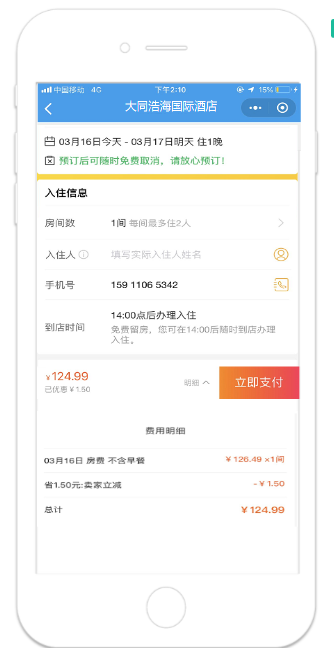 中国移动 4G 下午2:10 15%
大同浩海国际酒店
03月16日今天 - 03月17日明天 住1晚
预订后可随时免费取消，请放心预订！
入住信息
房间数 1间 每间最多住2人
入住人 填写实际入住人姓名
手机号 159 1106 5342
到店时间 14:00点后办理入住
免费留房，您可在14:00后随时到店办理
入住。
¥124.99 明细 立即支付
已优惠 ¥ 1.50
费用明细
03月16日 房费 不含早餐 ¥ 126.49 ×1间
省1.50元:卖家立减 - ¥ 1.50
总计 ¥ 124.99